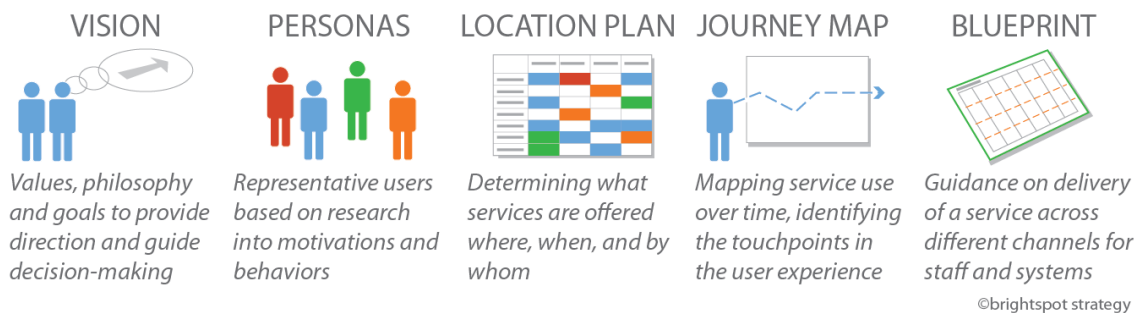 VISION
Values, philosophy
and goals to provide
direction and guide
decision-making
PERSONAS
Representative users
based on research
into motivations and
behaviors
LOCATION PLAN
Determining what
services are offered
where, when, and by
whom
JOURNEY MAP
Mapping service use
over time, identifying
the touchpoints in
the user experience
BLUEPRINT
Guidance on delivery
of a service across
different channels for
staff and systems
©brightspot strategy